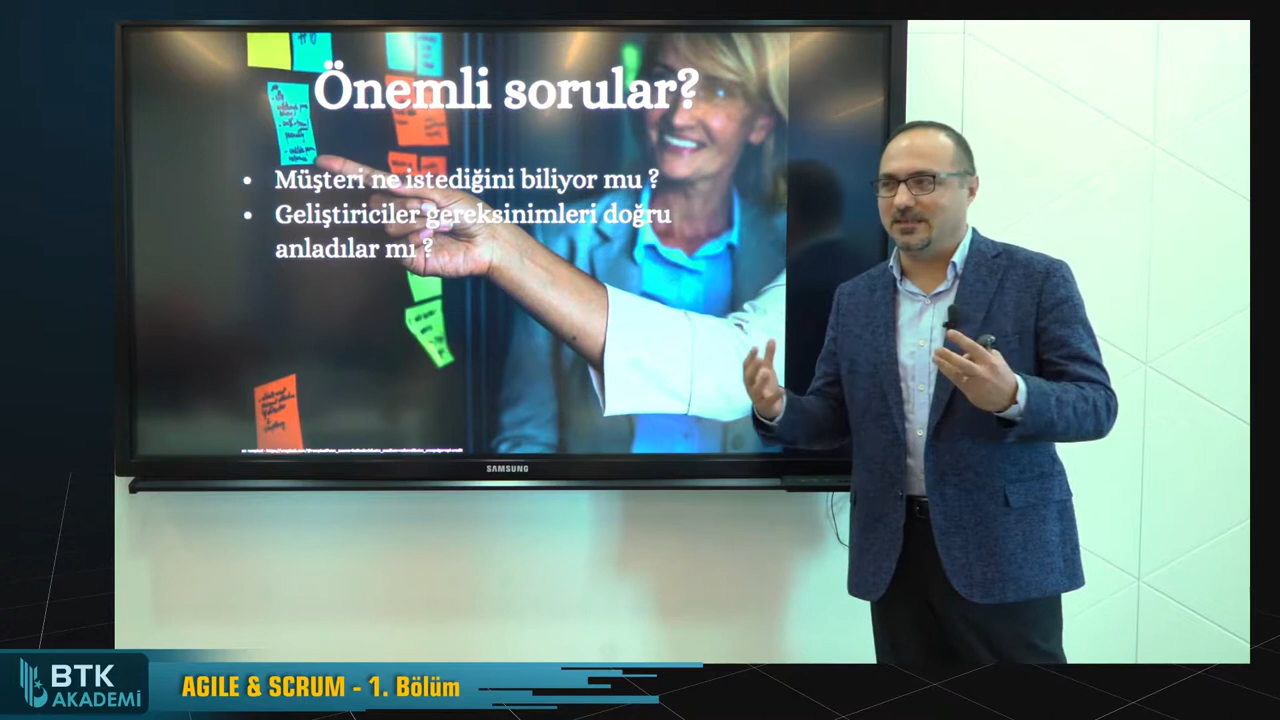 Önemli sorular?
• Müşteri ne istediğini biliyor mu ?
• Geliştiriciler gereksinimleri doğru
anladılar mı ?
SAMSUNG
BTK
AKADEMİ
AGILE & SCRUM - 1. Bölüm